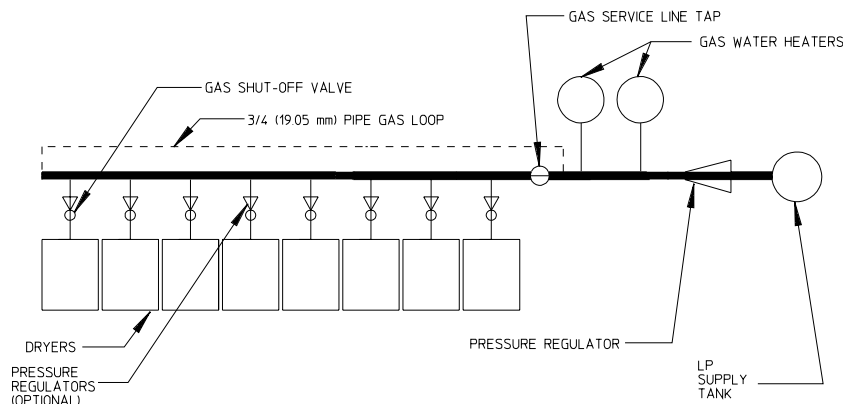 GAS SERVICE LINE TAP
GAS WATER HEATERS
GAS SHUT-OFF VALVE
3/4 (19.05 mm) PIPE GAS LOOP
DRYERS
PRESSURE REGULATOR
PRESSURE
REGULATORS
(OPTIONAL)
LP
SUPPLY
TANK